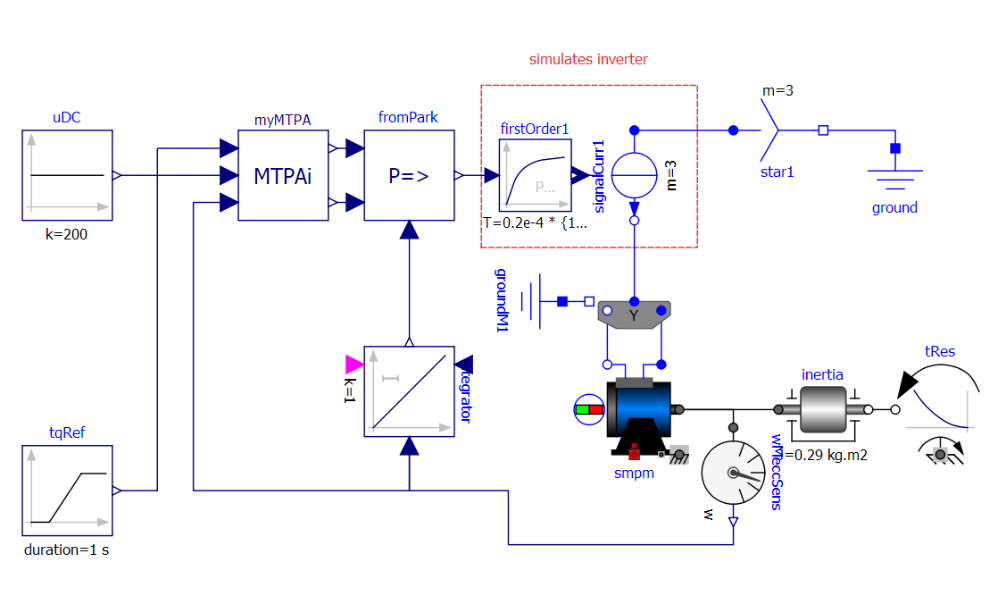 simulates inverter
uDC
myMTPA
MTPAi
fromPark
P=>
firstOrder1
P...
T=0.2e-4 * {1...
signalCurr1
m=3
m=3
star1
ground
k=200
groundM1
Y
I
k=1
tegrator
tRes
inertia
=0.29 kg.m2
smpm
wMeccSens
w
tqRef
duration=1 s